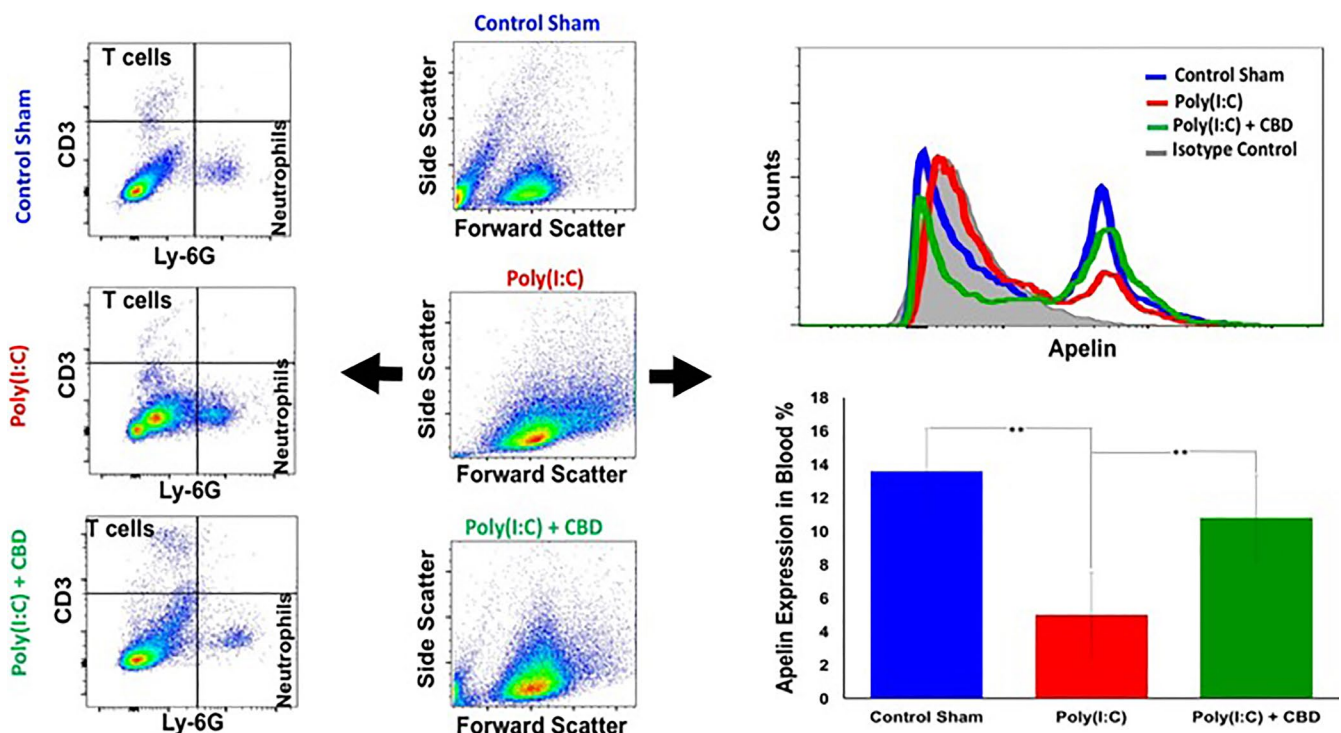 Control Sham
T cells
CD3
Neutrophils
Ly-6G
Poly(I:C)
T cells
CD3
Neutrophils
Ly-6G
Poly(I:C) + CBD
T cells
CD3
Neutrophils
Ly-6G
Control Sham
Side Scatter
Forward Scatter
Poly(I:C)
Side Scatter
Forward Scatter
Poly(I:C) + CBD
Side Scatter
Forward Scatter
Control Sham
Poly(I:C)
Poly(I:C) + CBD
Isotype Control
Counts
Apelin
Apelin Expression in Blood %
18
16
14
12
10
8
6
4
2
0
**
**
Control Sham
Poly(I:C)
Poly(I:C) + CBD